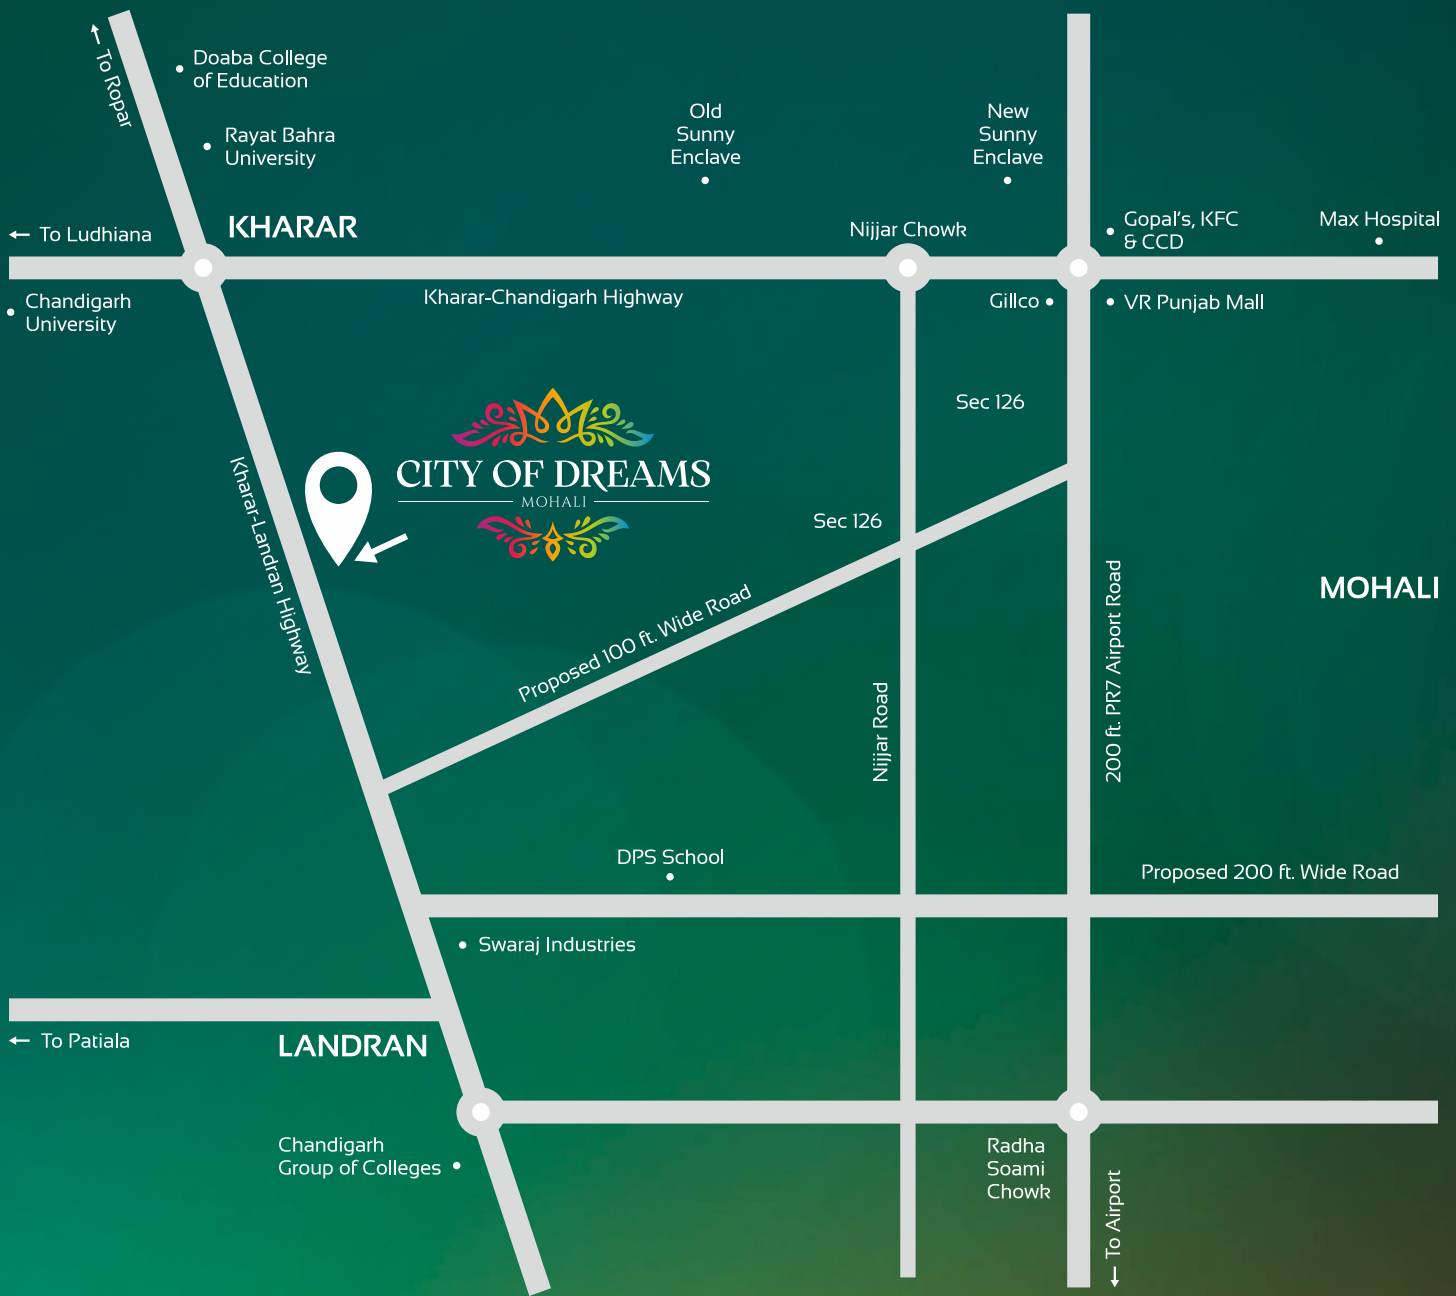 To Ropar
Doaba College
of Education
Rayat Bahra
University
Old
Sunny
Enclave
New
Sunny
Enclave
To Ludhiana
KHARAR
Nijjar Chowk
Gopal's, KFC
& CCD
Max Hospital
Chandigarh
University
Kharar-Chandigarh Highway
Gillco
VR Punjab Mall
Sec 126
Kharar-Landran Highway
CITY OF DREAMS
MOHALI
Sec 126
MOHALI
Proposed 100 ft. Wide Road
Nijjar Road
200 ft. PR7 Airport Road
DPS School
Proposed 200 ft. Wide Road
Swaraj Industries
To Patiala
LANDRAN
Chandigarh
Group of Colleges
Radha
Soami
Chowk
To Airport